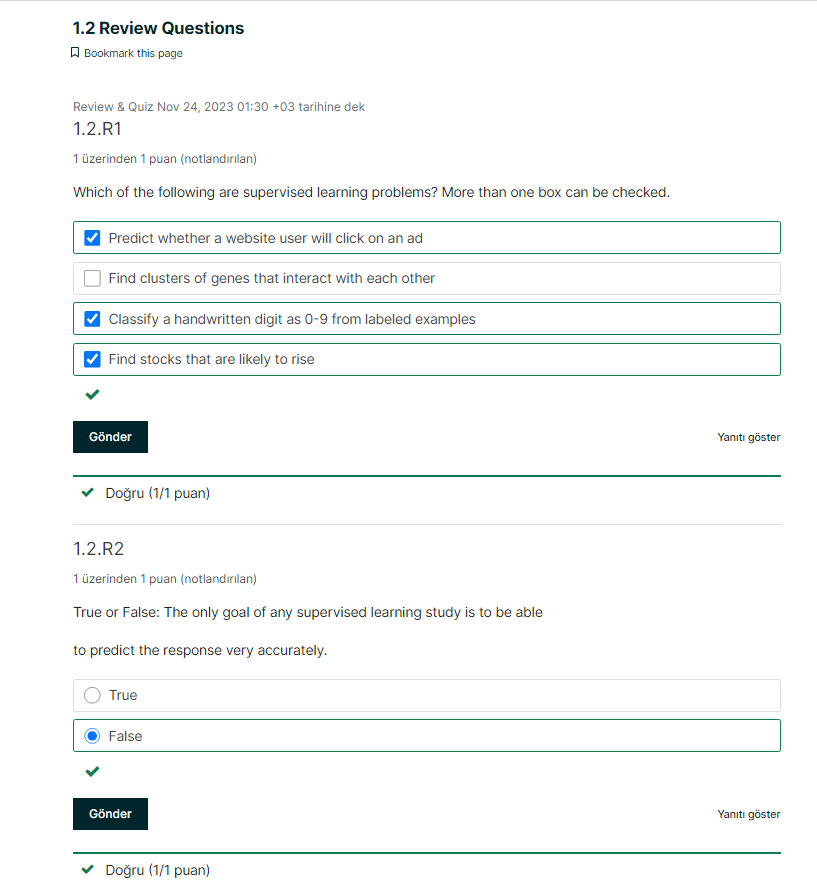 1.2 Review Questions
Bookmark this page
Review & Quiz Nov 24, 2023 01:30 +03 tarihine dek
1.2.R1
1 üzerinden 1 puan (notlandırılan)
Which of the following are supervised learning problems? More than one box can be checked.
Predict whether a website user will click on an ad
Find clusters of genes that interact with each other
Classify a handwritten digit as 0-9 from labeled examples
Find stocks that are likely to rise
Gönder
Yanıtı göster
Doğru (1/1 puan)
1.2.R2
1 üzerinden 1 puan (notlandırılan)
True or False: The only goal of any supervised learning study is to be able
to predict the response very accurately.
True
False
Gönder
Yanıtı göster
Doğru (1/1 puan)